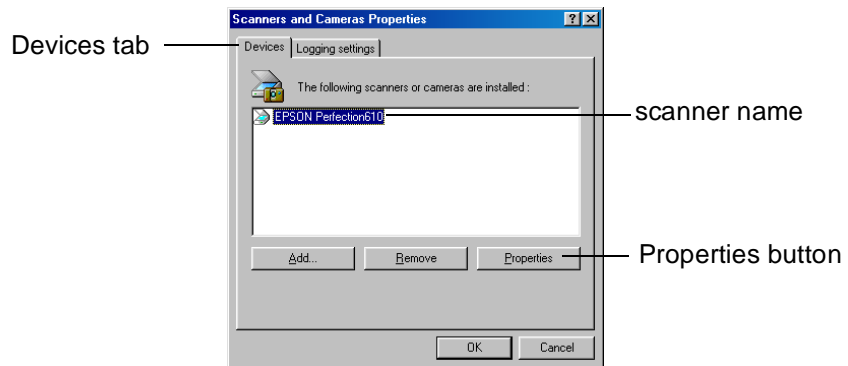 Scanners and Cameras Properties
Devices tab
Devices
Logging settings
The following scanners or cameras are installed :
EPSON Perfection610
scanner name
Add...
Remove
Properties
Properties button
OK
Cancel